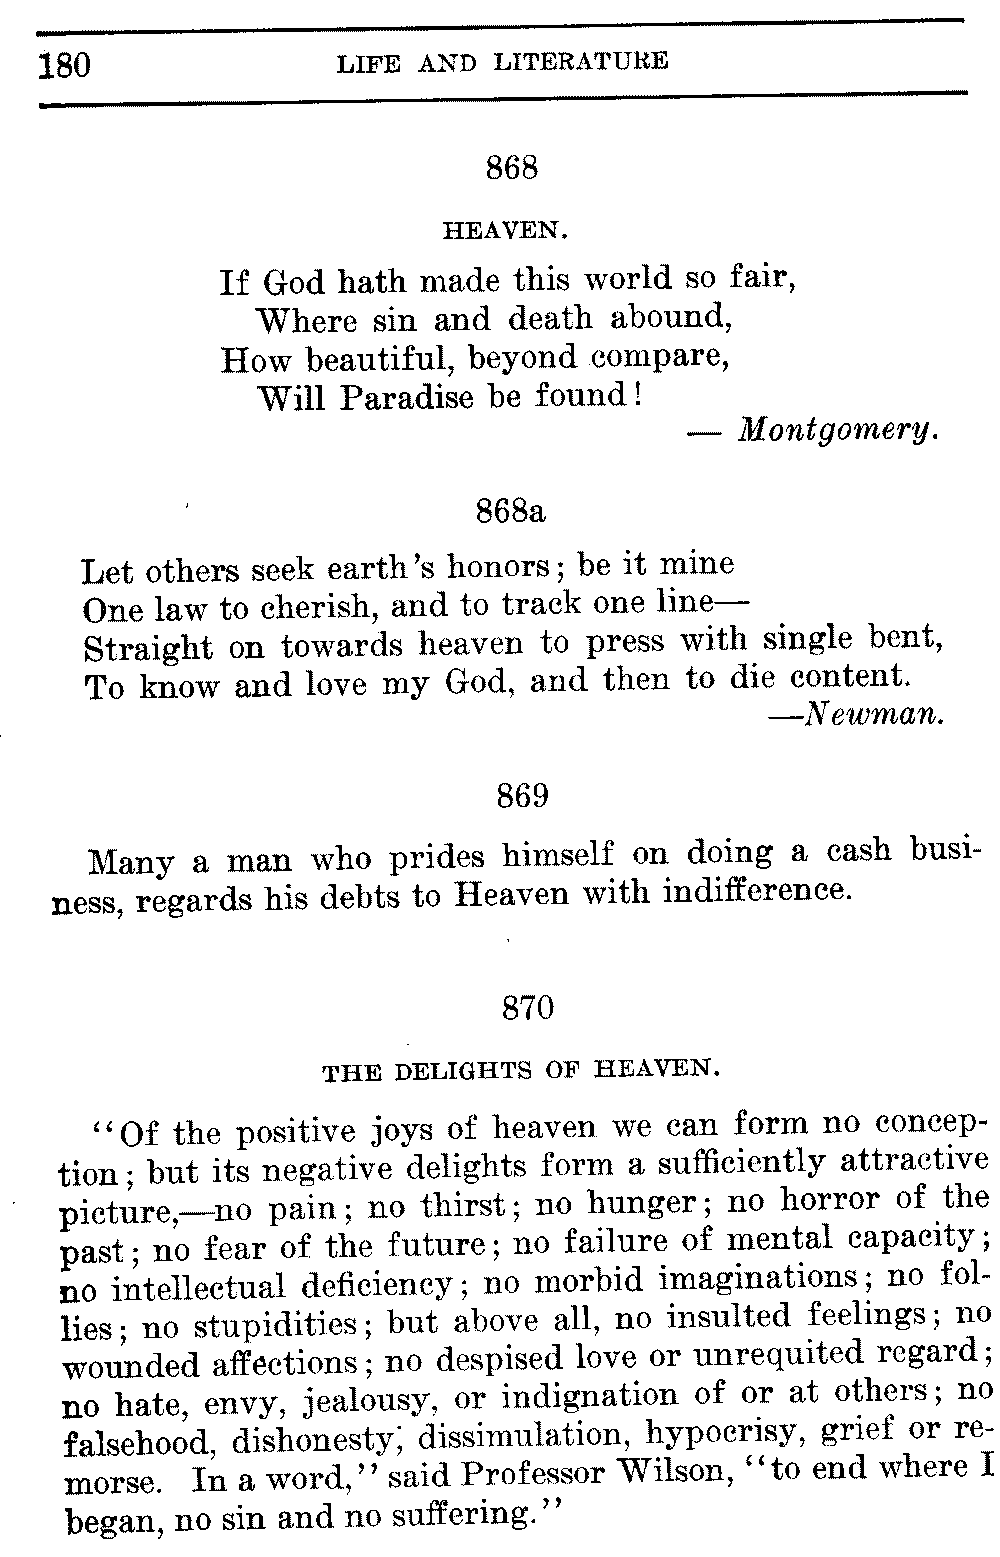 180 LIFE AND LITERATURE
868
HEAVEN.
If God hath made this world so fair,
Where sin and death abound,
How beautiful, beyond compare,
Will Paradise be found!
— Montgomery.
868a
Let others seek earth's honors; be it mine
One law to cherish, and to track one line—
Straight on towards heaven to press with single bent,
To know and love my God, and then to die content.
—Newman.
869
Many a man who prides himself on doing a cash busi-
ness, regards his debts to Heaven with indifference.
870
THE DELIGHTS OF HEAVEN.
"Of the positive joys of heaven we can form no concep-
tion; but its negative delights form a sufficiently attractive
picture,—no pain; no thirst; no hunger; no horror of the
past; no fear of the future; no failure of mental capacity;
no intellectual deficiency; no morbid imaginations; no fol-
lies; no stupidities; but above all, no insulted feelings; no
wounded affections; no despised love or unrequited regard;
no hate, envy, jealousy, or indignation of or at others; no
falsehood, dishonesty, dissimulation, hypocrisy, grief or re-
morse. In a word," said Professor Wilson, "to end where I
began, no sin and no suffering."